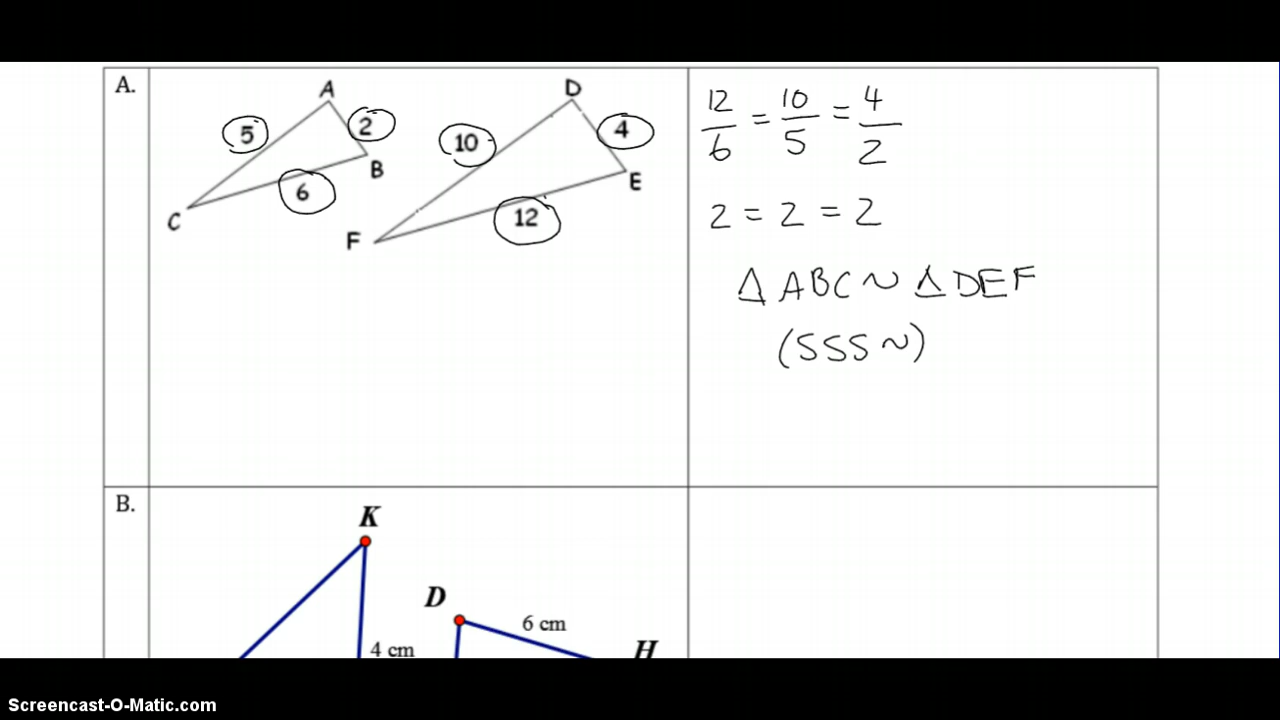 A.
A
5
2
B
6
C
D
10
4
E
12
F
12/6 = 10/5 = 4/2
2 = 2 = 2
Δ ABC ~ Δ DEF
(SSS ~)
B.
K
D
6 cm
H
4 cm
Screencast-O-Matic.com